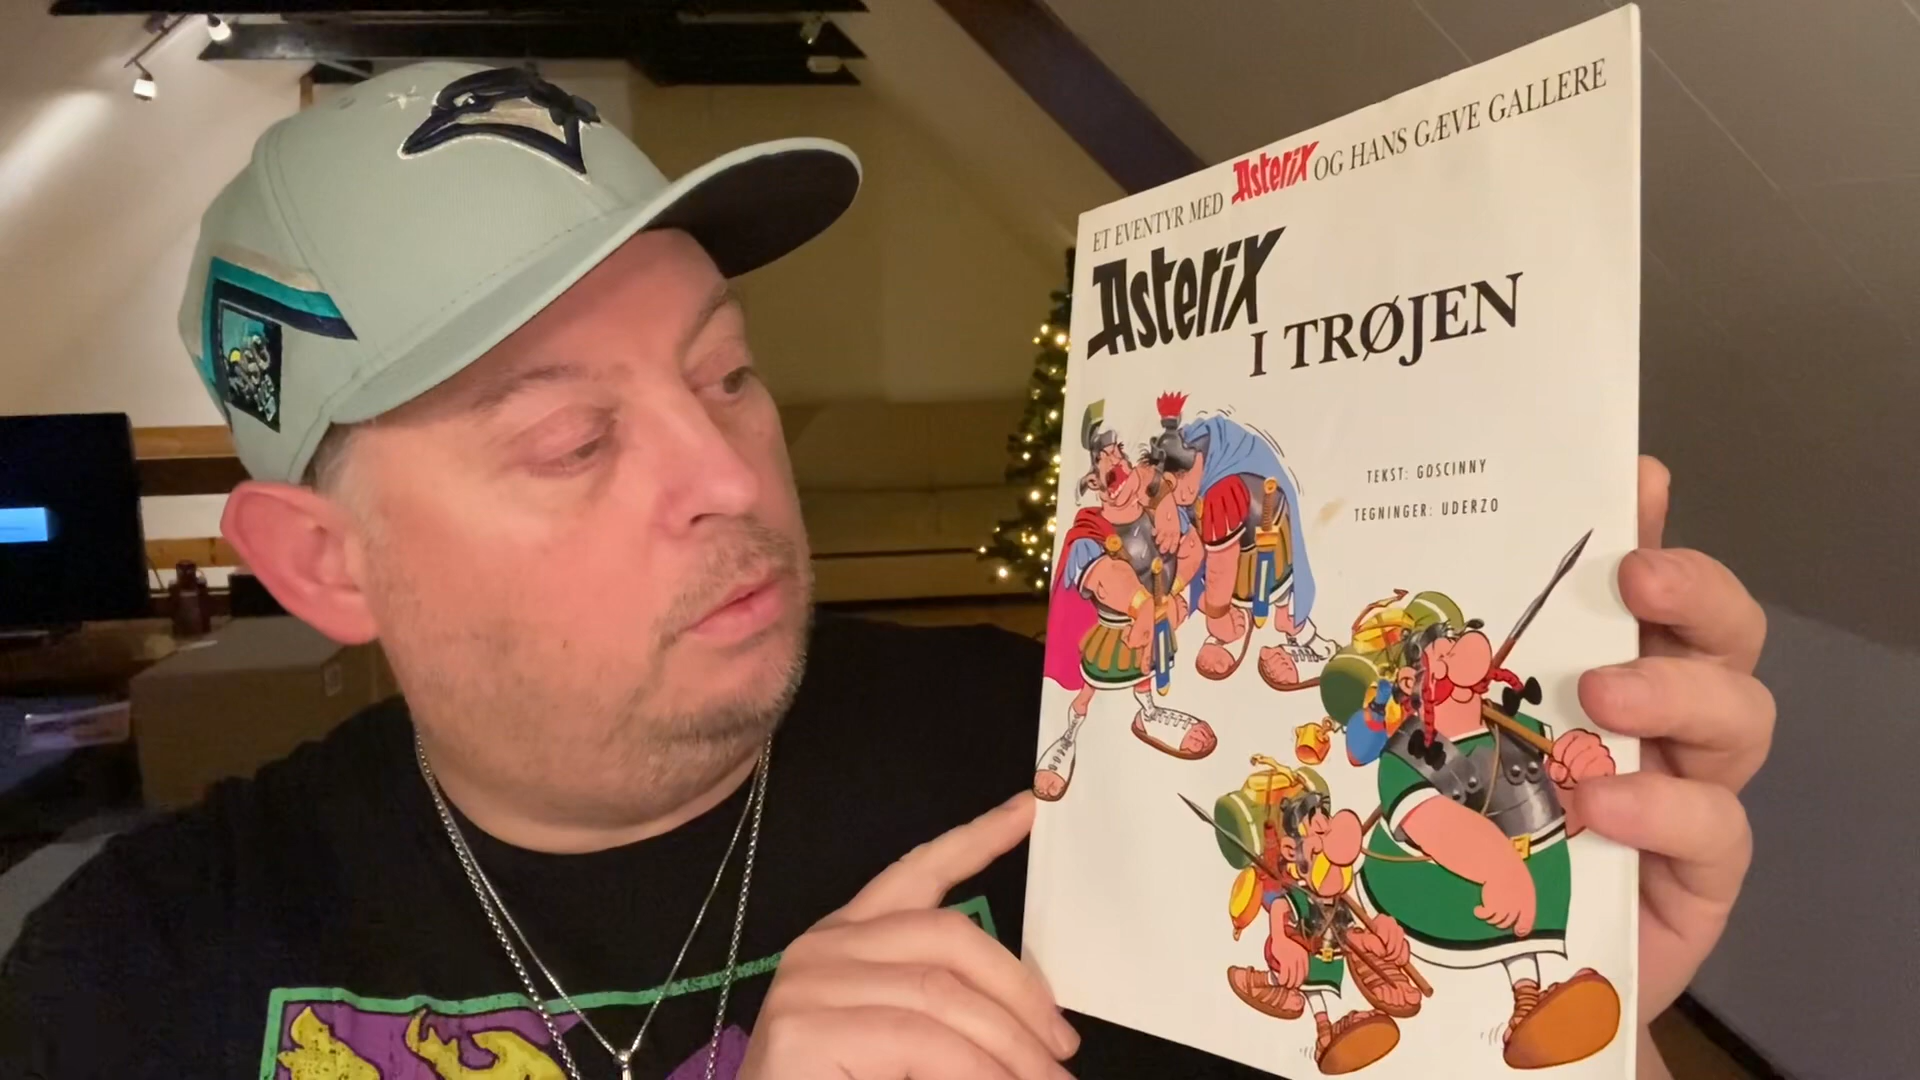 ET EVENTYR MED Asterix OG HANS GÆVE GALLERE
Asterix
I TRØJEN
TEKST: GOSCINNY
TEGNINGER: UDERZO